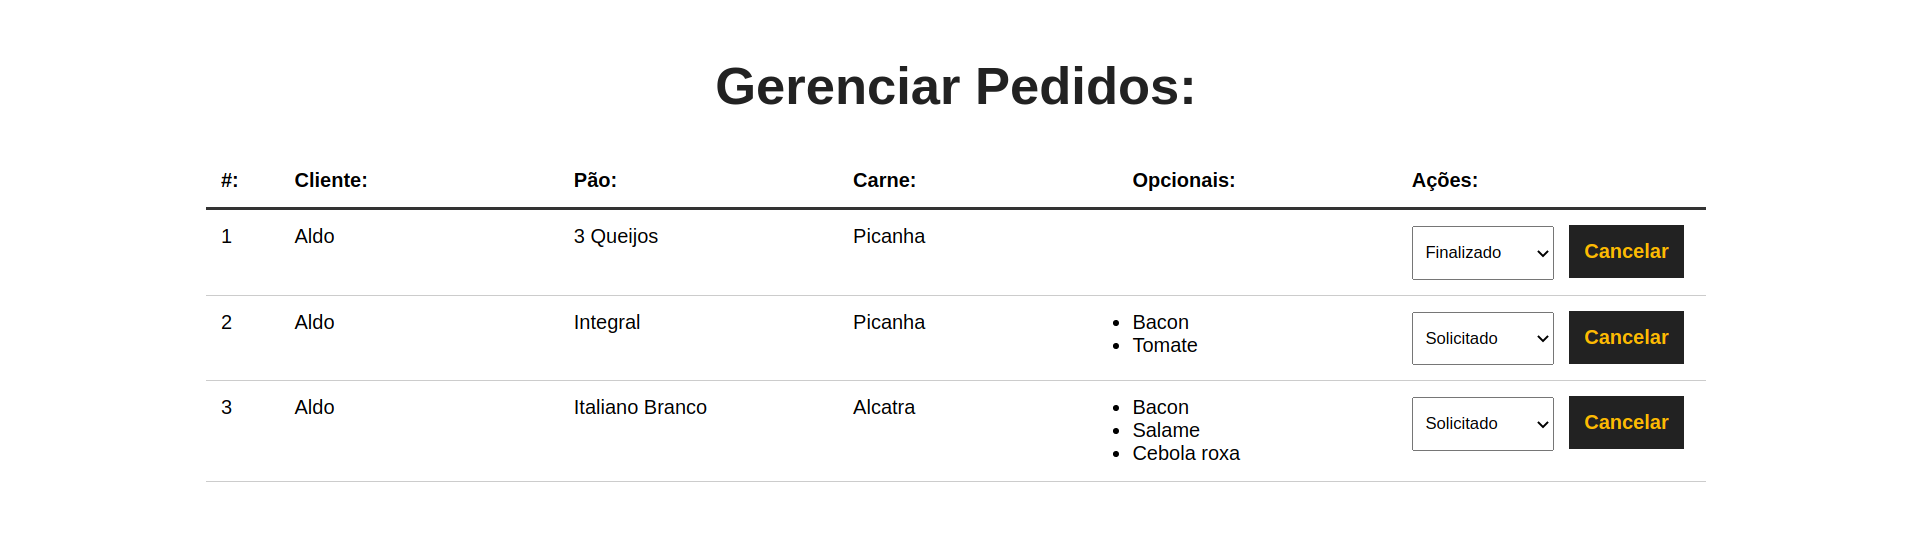 Gerenciar Pedidos:
#: Cliente: Pão: Carne: Opcionais: Ações:
1 Aldo 3 Queijos Picanha Finalizado Cancelar
2 Aldo Integral Picanha Bacon Solicitado Cancelar
Tomate
3 Aldo Italiano Branco Alcatra Bacon Solicitado Cancelar
Salame
Cebola roxa